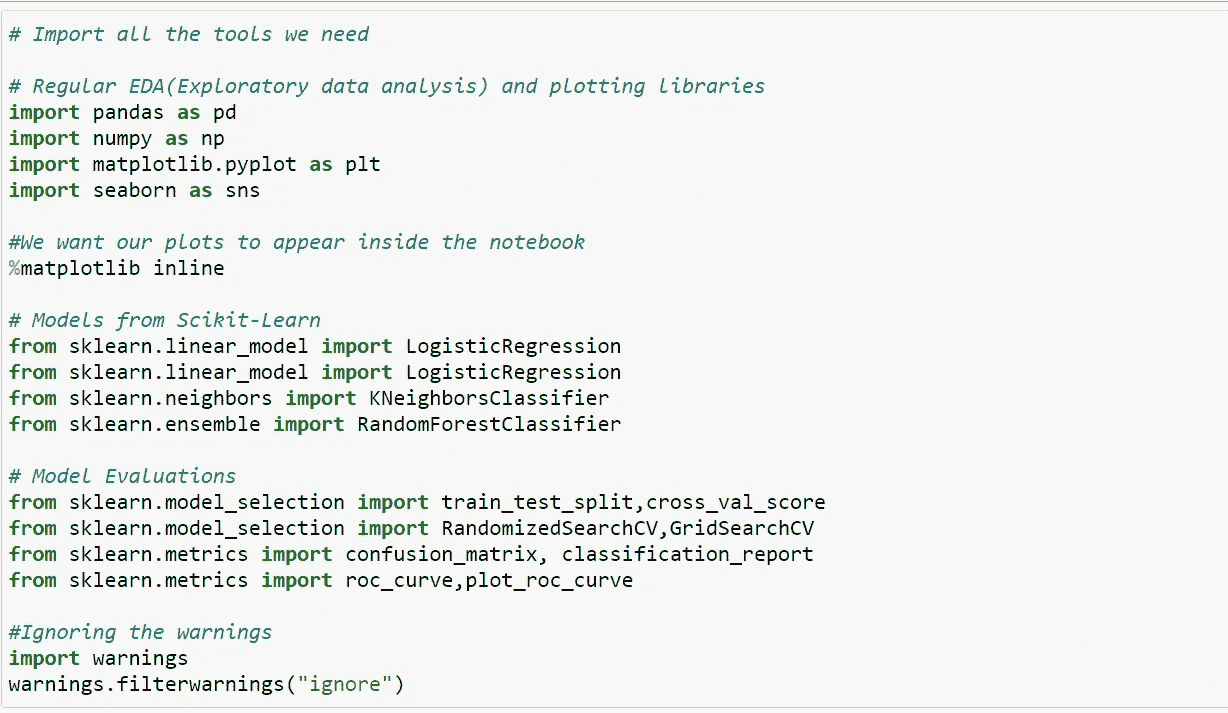 # Import all the tools we need
# Regular EDA(Exploratory data analysis) and plotting libraries
import pandas as pd
import numpy as np
import matplotlib.pyplot as plt
import seaborn as sns
#We want our plots to appear inside the notebook
%matplotlib inline
# Models from Scikit-Learn
from sklearn.linear_model import LogisticRegression
from sklearn.linear_model import LogisticRegression
from sklearn.neighbors import KNeighborsClassifier
from sklearn.ensemble import RandomForestClassifier
# Model Evaluations
from sklearn.model_selection import train_test_split,cross_val_score
from sklearn.model_selection import RandomizedSearchCV,GridSearchCV
from sklearn.metrics import confusion_matrix, classification_report
from sklearn.metrics import roc_curve,plot_roc_curve
#Ignoring the warnings
import warnings
warnings.filterwarnings("ignore")